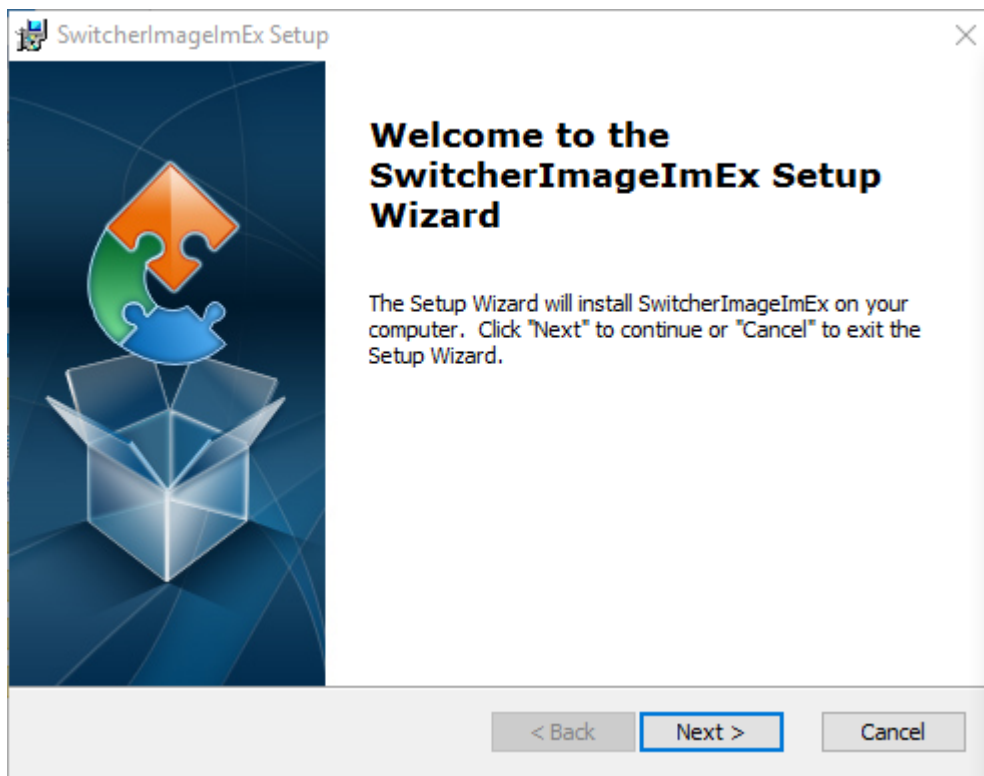 SwitcherImageImEx Setup
Welcome to the
SwitcherImageImEx Setup
Wizard
The Setup Wizard will install SwitcherImageImEx on your
computer. Click "Next" to continue or "Cancel" to exit the
Setup Wizard.
< Back
Next >
Cancel